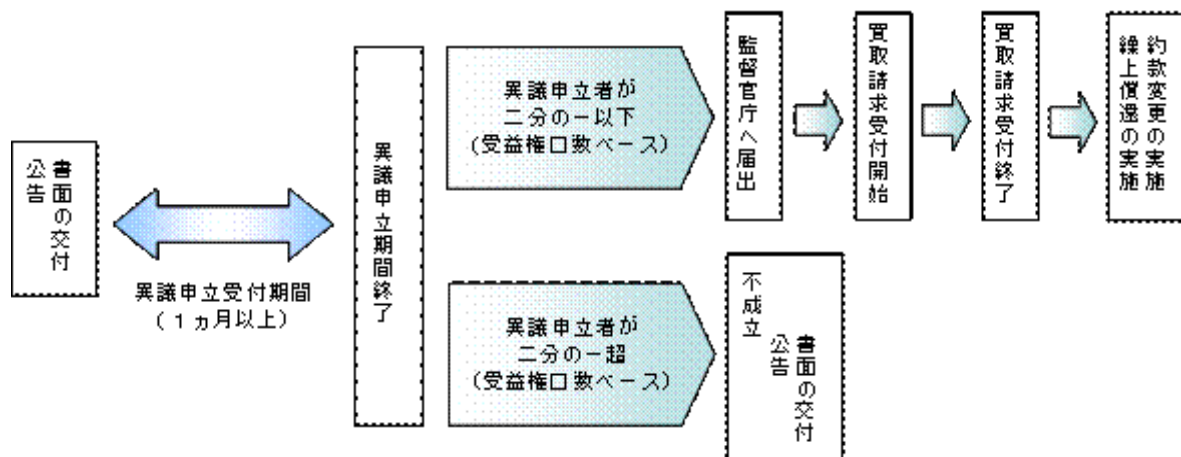 書面の交付
公告
異議申立受付期間
(1ヵ月以上)
異議申立期間終了
異議申立者が
二分の一以下
(受益権口数ベース)
監督官庁へ届出
買取請求受付開始
買取請求受付終了
約款変更の実施
繰上償還の実施
異議申立者が
二分の一超
(受益権口数ベース)
不成立
書面の交付
公告